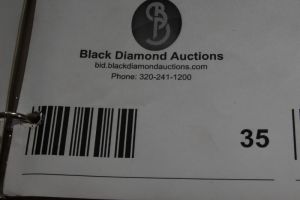 Black Diamond Auctions
bid.blackdiamondauctions.com
Phone: 320-241-1200
35